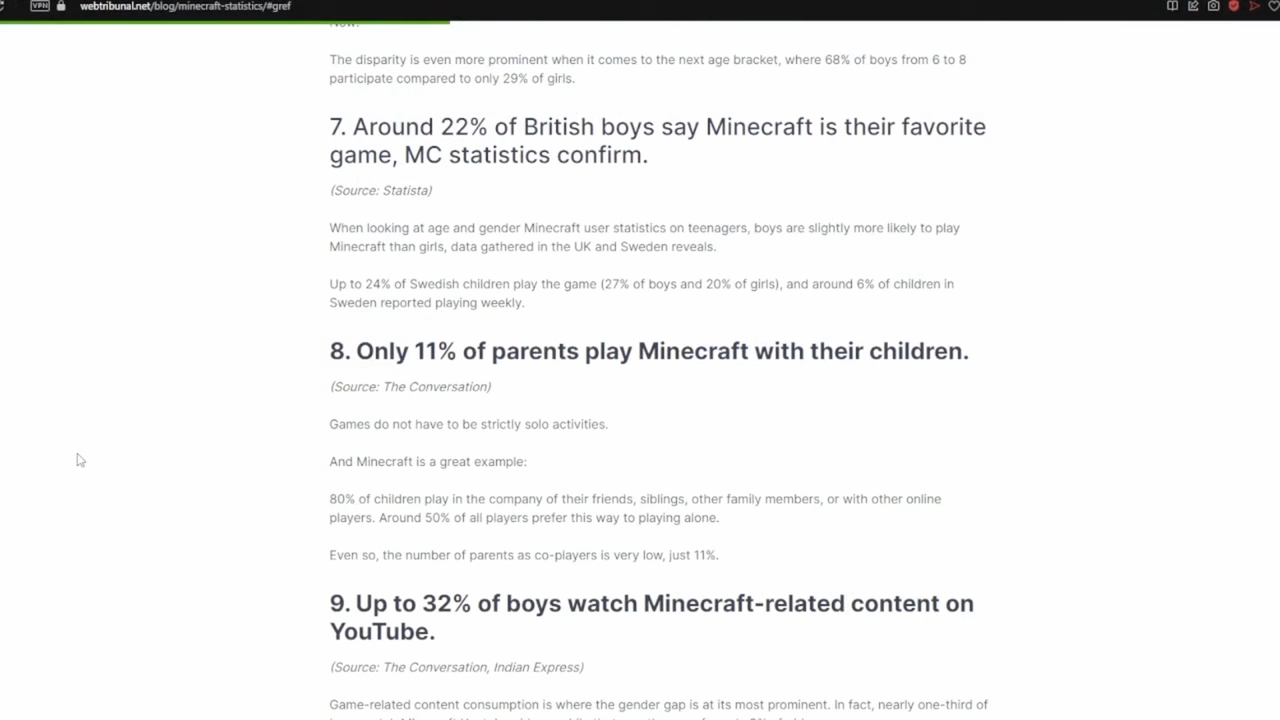 VPN
webtribunal.net/blog/minecraft-statistics/#gref
The disparity is even more prominent when it comes to the next age bracket, where 68% of boys from 6 to 8
participate compared to only 29% of girls.
7. Around 22% of British boys say Minecraft is their favorite
game, MC statistics confirm.
(Source: Statista)
When looking at age and gender Minecraft user statistics on teenagers, boys are slightly more likely to play
Minecraft than girls, data gathered in the UK and Sweden reveals.
Up to 24% of Swedish children play the game (27% of boys and 20% of girls), and around 6% of children in
Sweden reported playing weekly.
8. Only 11% of parents play Minecraft with their children.
(Source: The Conversation)
Games do not have to be strictly solo activities.
And Minecraft is a great example:
80% of children play in the company of their friends, siblings, other family members, or with other online
players. Around 50% of all players prefer this way to playing alone.
Even so, the number of parents as co-players is very low, just 11%.
9. Up to 32% of boys watch Minecraft-related content on
YouTube.
(Source: The Conversation, Indian Express)
Game-related content consumption is where the gender gap is at its most prominent. In fact, nearly one-third of